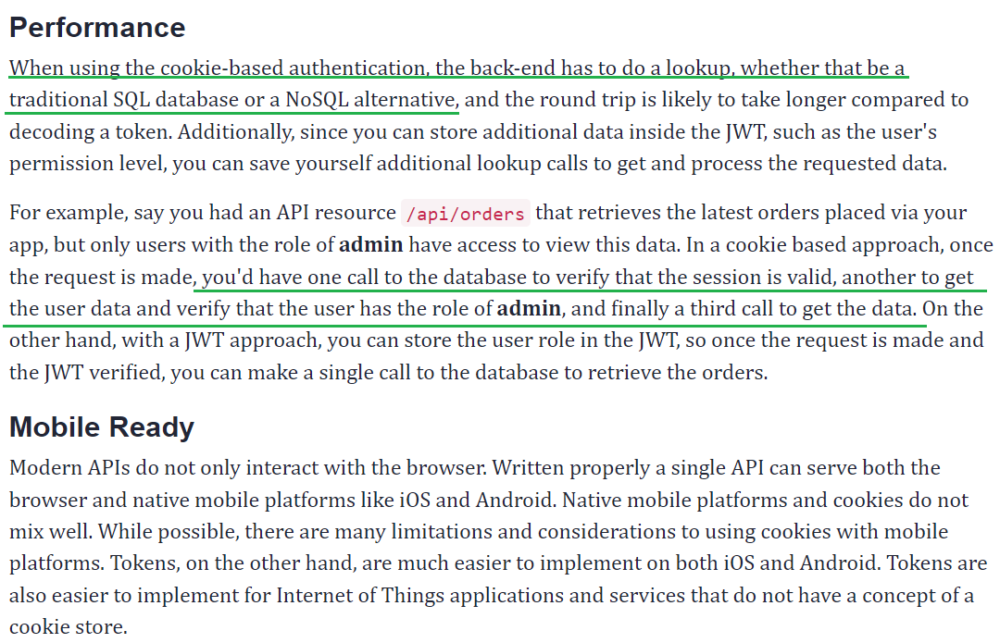 Performance
When using the cookie-based authentication, the back-end has to do a lookup, whether that be a
traditional SQL database or a NoSQL alternative, and the round trip is likely to take longer compared to
decoding a token. Additionally, since you can store additional data inside the JWT, such as the user's
permission level, you can save yourself additional lookup calls to get and process the requested data.
For example, say you had an API resource /api/orders that retrieves the latest orders placed via your
app, but only users with the role of admin have access to view this data. In a cookie based approach, once
the request is made, you'd have one call to the database to verify that the session is valid, another to get
the user data and verify that the user has the role of admin, and finally a third call to get the data. On the
other hand, with a JWT approach, you can store the user role in the JWT, so once the request is made and
the JWT verified, you can make a single call to the database to retrieve the orders.
Mobile Ready
Modern APIs do not only interact with the browser. Written properly a single API can serve both the
browser and native mobile platforms like iOS and Android. Native mobile platforms and cookies do not
mix well. While possible, there are many limitations and considerations to using cookies with mobile
platforms. Tokens, on the other hand, are much easier to implement on both iOS and Android. Tokens are
also easier to implement for Internet of Things applications and services that do not have a concept of a
cookie store.